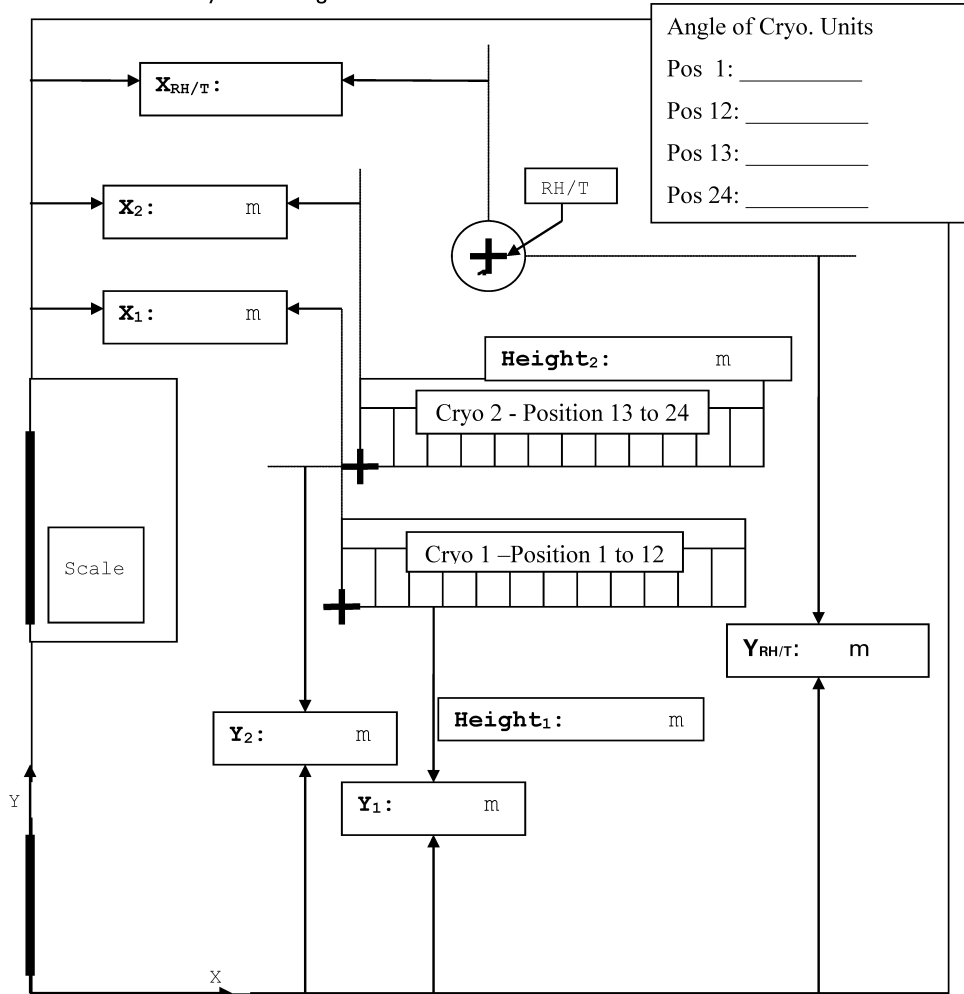 Angle of Cryo. Units
X RH/T:
Pos 1: __________
Pos 12: __________
Pos 13: __________
Pos 24: __________
RH/T
X2: m
X1: m
Height2: m
Cryo 2 - Position 13 to 24
Cryo 1 –Position 1 to 12
Scale
YRH/T: m
Height1: m
Y2: m
Y1: m
Y
X